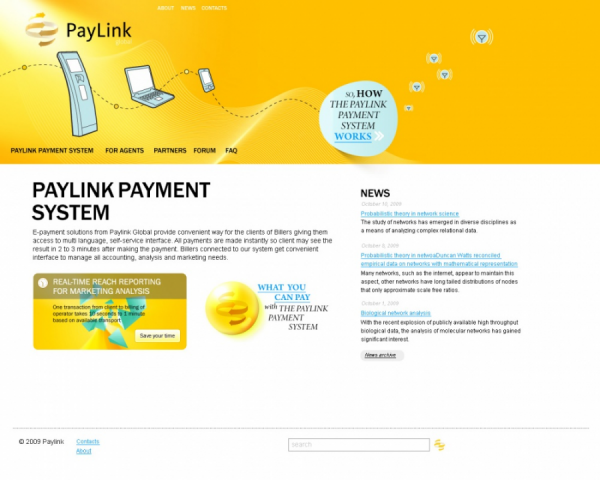 ABOUT NEWS CONTACTS
PayLink
SO, HOW
THE PAYLINK
PAYMENT
SYSTEM
WORKS
PAYLINK PAYMENT SYSTEM FOR AGENTS PARTNERS FORUM FAQ
PAYLINK PAYMENT
SYSTEM
E-payment solutions from Paylink Global provide convenient way for the clients of Billers giving them
access to multi language, self-service interface. All payments are made instantly so client may see the
result in 2 to 3 minutes after making the payment. Billers connected to our system get convenient
interface to manage all accounting, analysis and marketing needs.
REAL-TIME REACH REPORTING
FOR MARKETING ANALYSIS
One transaction from client to billing of
operator takes 10 seconds to 1 minute
based on available transport
Save your time
WHAT YOU
CAN PAY
with THE PAYLINK
PAYMENT
SYSTEM
NEWS
October 10, 2009
Probabilistic theory in network science
The study of networks has emerged in diverse disciplines as
a means of analyzing complex relational data.
October 5, 2009
Probabilistic theory in netwoaDuncan Watts reconciled
empirical data on networks with mathematical representation
Many networks, such as the internet, appear to maintain this
aspect, other networks have long tailed distributions of nodes
that only approximate scale free ratios.
October 1, 2009
Biological network analysis
With the recent explosion of publicly available high throughput
biological data, the analysis of molecular networks has gained
significant interest.
News archive
© 2009 Paylink
Contacts
About
search